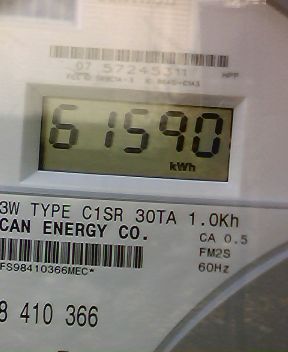 07 57245311
HPP
61590
kWh
3W TYPE C1SR 30TA 1.0Kh
CAN ENERGY CO.
CA 0.5
FM2S
FS98410366MEC*
60Hz
8 410 366